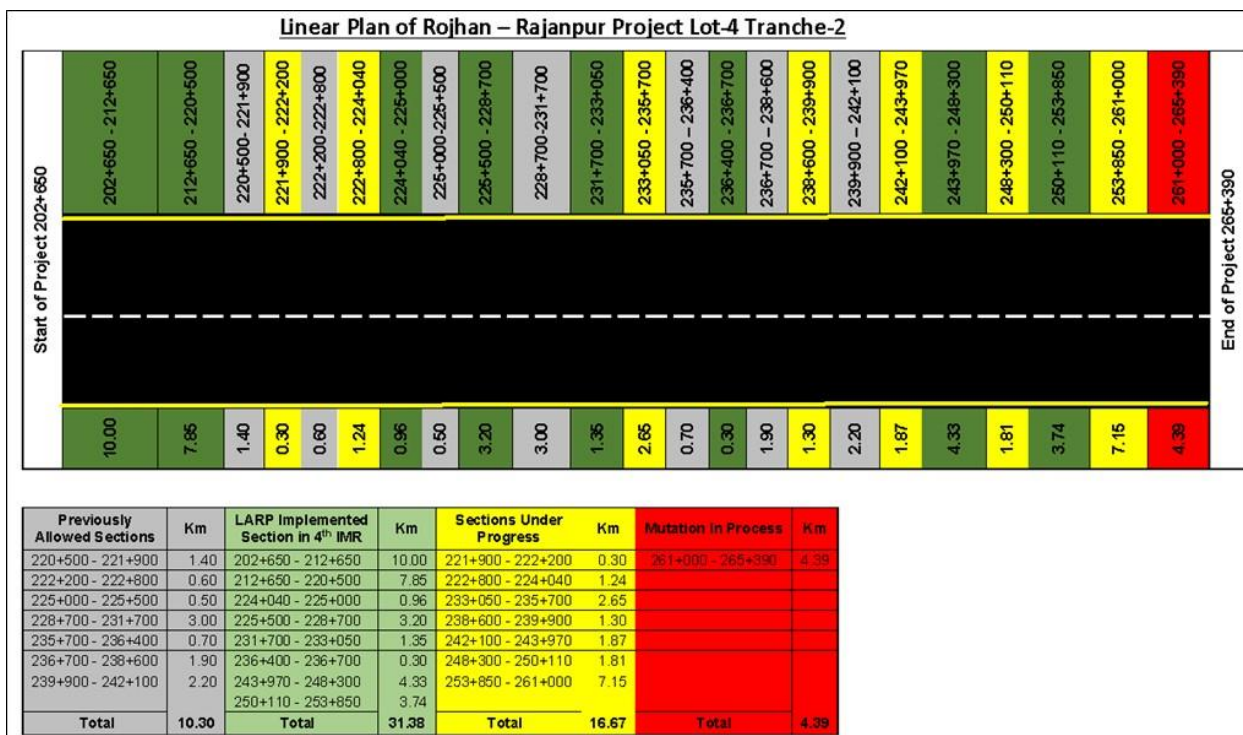 Linear Plan of Rojhan – Rajanpur Project Lot-4 Tranche-2
Start of Project 202+650
202+650 - 212+650
212+650 - 220+500
220+500- 221+900
221+900 - 222+200
222+200-222+800
222+800 - 224+040
224+040 - 225+000
225+000-225+500
225+500 - 228+700
228+700-231+700
231+700 - 233+050
233+050 - 235+700
235+700 – 236+400
236+400 - 236+700
236+700 – 238+600
238+600 - 239+900
239+900 – 242+100
242+100 - 243+970
243+970 - 248+300
248+300 - 250+110
250+110 - 253+850
253+850 - 261+000
261+000 - 265+390
End of Project 265+390
10.00
7.85
1.40
0.30
0.60
1.24
0.96
0.50
3.20
3.00
1.35
2.65
0.70
0.30
1.90
1.30
2.20
1.87
4.33
1.81
3.74
7.15
4.39
Previously Allowed Sections Km LARP Implemented Section in 4th IMR Km Sections Under Progress Km Mutation In Process Km
220+500 - 221+900 1.40 202+650 - 212+650 10.00 221+900 - 222+200 0.30 261+000 - 265+390 4.39
222+200 - 222+800 0.60 212+650 - 220+500 7.85 222+800 - 224+040 1.24
225+000 - 225+500 0.50 224+040 - 225+000 0.96 233+050 - 235+700 2.65
228+700 - 231+700 3.00 225+500 - 228+700 3.20 238+600 - 239+900 1.30
235+700 - 236+400 0.70 231+700 - 233+050 1.35 242+100 - 243+970 1.87
236+700 - 238+600 1.90 236+400 - 236+700 0.30 248+300 - 250+110 1.81
239+900 - 242+100 2.20 243+970 - 248+300 4.33 253+850 - 261+000 7.15
250+110 - 253+850 3.74
Total 10.30 Total 31.38 Total 16.67 Total 4.39